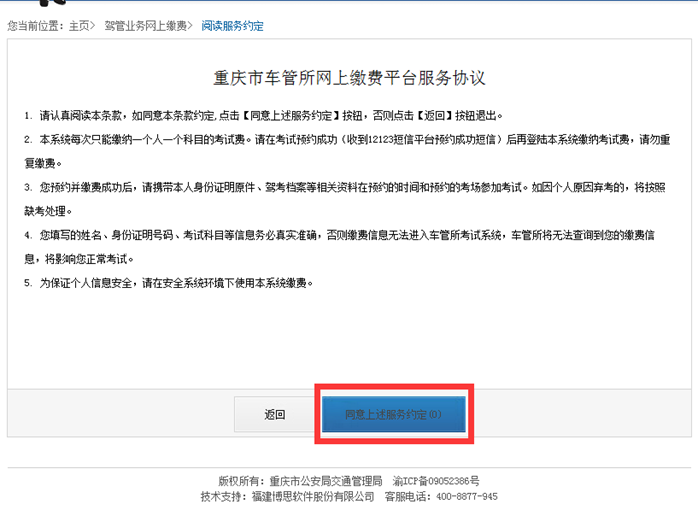 您当前位置：主页> 驾管业务网上缴费> 阅读服务约定
重庆市车管所网上缴费平台服务协议
1. 请认真阅读本条款，如同意本条款约定,点击【同意上述服务约定】按钮，否则点击【返回】按钮退出。
2. 本系统每次只能缴纳一个人一个科目的考试费。请在考试预约成功（收到12123短信平台预约成功短信）后再登陆本系统缴纳考试费，请勿重
复缴费。
3. 您预约并缴费成功后，请携带本人身份证明原件、驾考档案等相关资料在预约的时间和预约的考场参加考试。如因个人原因弃考的，将按照
缺考处理。
4. 您填写的姓名、身份证明号码、考试科目等信息务必真实准确，否则缴费信息无法进入车管所考试系统，车管所将无法查询到您的缴费信
息，将影响您正常考试。
5. 为保证个人信息安全，请在安全系统环境下使用本系统缴费。
返回 同意上述服务约定(0)
版权所有：重庆市公安局交通管理局 渝ICP备09052386号
技术支持：福建博思软件股份有限公司 客服电话：400-8877-945